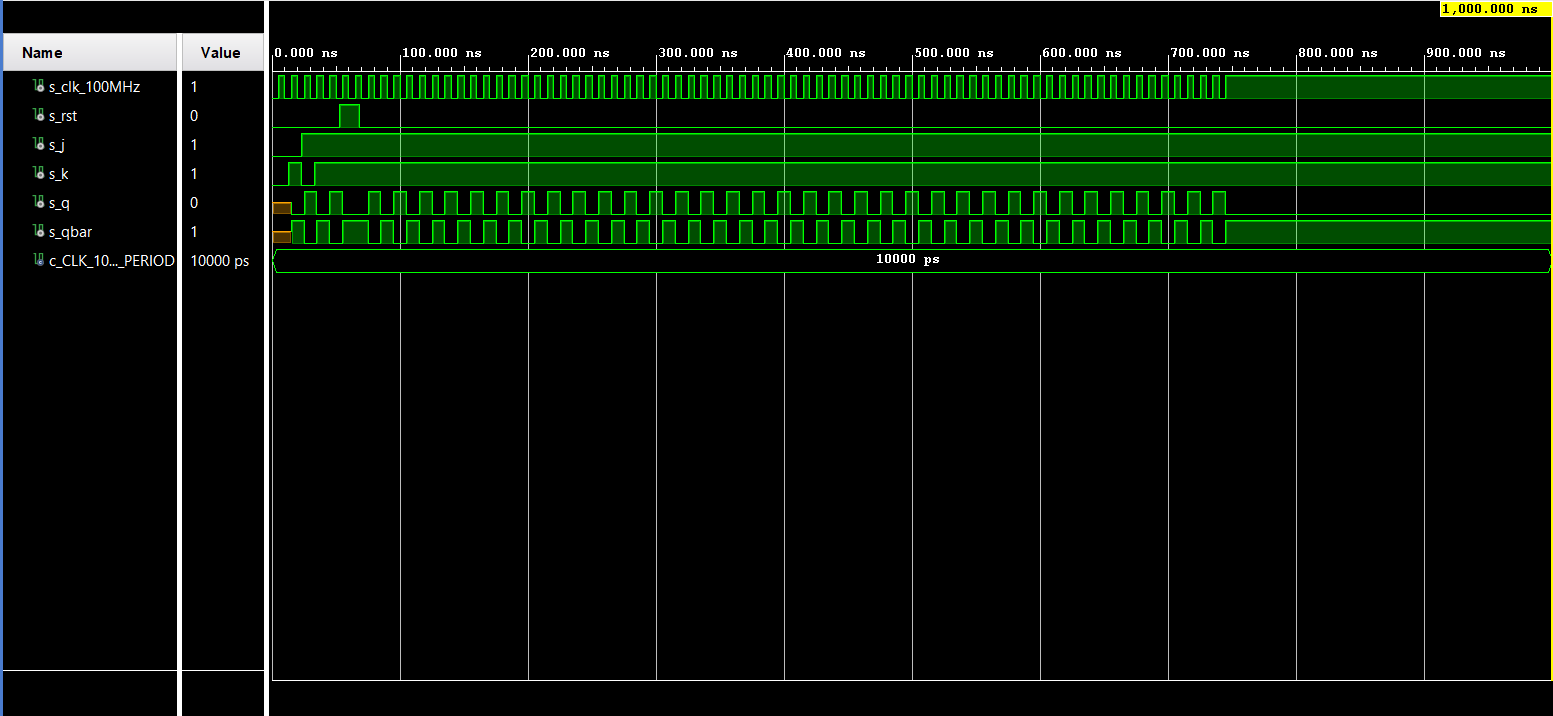 1,000.000 ns
Name Value 0.000 ns 100.000 ns 200.000 ns 300.000 ns 400.000 ns 500.000 ns 600.000 ns 700.000 ns 800.000 ns 900.000 ns
s_clk_100MHz 1
s_rst 0
s_j 1
s_k 1
s_q 0
s_qbar 1
c_CLK_10..._PERIOD 10000 ps 10000 ps